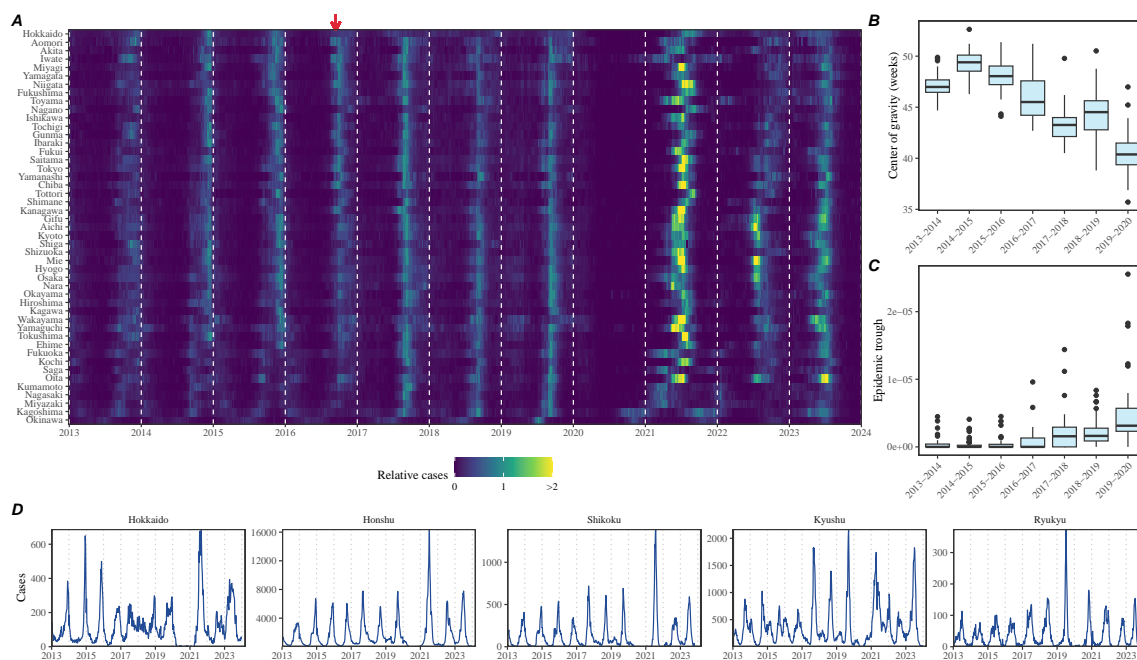 A
Hokkaido
Aomori
Akita
Iwate
Miyagi
Yamagata
Niigata
Fukushima
Toyama
Nagano
Ishikawa
Tochigi
Gunma
Ibaraki
Fukui
Saitama
Tokyo
Yamanashi
Chiba
Tottori
Shimane
Kanagawa
Gifu
Aichi
Kyoto
Shiga
Shizuoka
Mie
Hyogo
Osaka
Nara
Okayama
Hiroshima
Kagawa
Wakayama
Yamaguchi
Tokushima
Ehime
Fukuoka
Kochi
Saga
Oita
Kumamoto
Nagasaki
Miyazaki
Kagoshima
Okinawa
2013 2014 2015 2016 2017 2018 2019 2020 2021 2022 2023 2024
Relative cases
0 1 >2
B
Center of gravity (weeks)
50
45
40
35
2013−2014
2014−2015
2015−2016
2016−2017
2017−2018
2018−2019
2019−2020
C
Epidemic trough
2e−05
1e−05
0e+00
2013−2014
2014−2015
2015−2016
2016−2017
2017−2018
2018−2019
2019−2020
D
Cases
Hokkaido
600
400
200
0
2013 2015 2017 2019 2021 2023
Honshu
16000
12000
8000
4000
0
2013 2015 2017 2019 2021 2023
Shikoku
1000
500
0
2013 2015 2017 2019 2021 2023
Kyushu
2000
1500
1000
500
0
2013 2015 2017 2019 2021 2023
Ryukyu
300
200
100
0
2013 2015 2017 2019 2021 2023